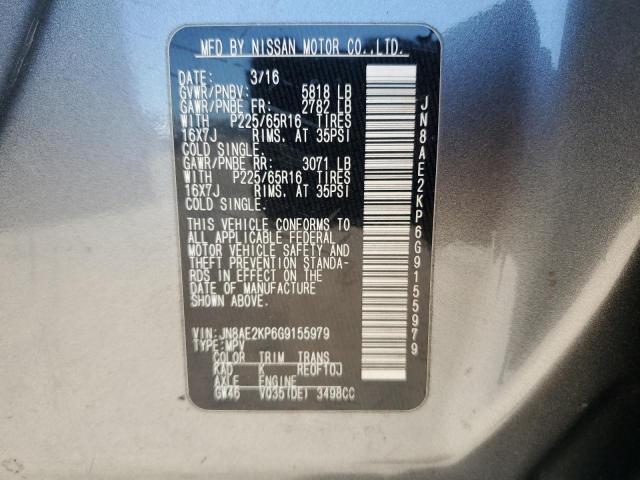 MFD BY NISSAN MOTOR CO.,LTD.
DATE: 3/16
GVWR/PNBV: 5818 LB
GAWR/PNBE FR: 2782 LB
WITH P225/65R16 TIRES
16X7J RIMS, AT 35PSI
COLD SINGLE.
GAWR/PNBE RR: 3071 LB
WITH P225/65R16 TIRES
16X7J RIMS, AT 35PSI
COLD SINGLE.
THIS VEHICLE CONFORMS TO
ALL APPLICABLE FEDERAL
MOTOR VEHICLE SAFETY AND
THEFT PREVENTION STANDA-
RDS IN EFFECT ON THE
DATE OF MANUFACTURE
SHOWN ABOVE.
VIN: JN8AE2KP6G9155979
TYPE: MPV
COLOR TRIM TRANS
KAD K RE0F10J
AXLE ENGINE
GW46 VQ35(DE) 3498CC
JN8AE2KP6G9155979